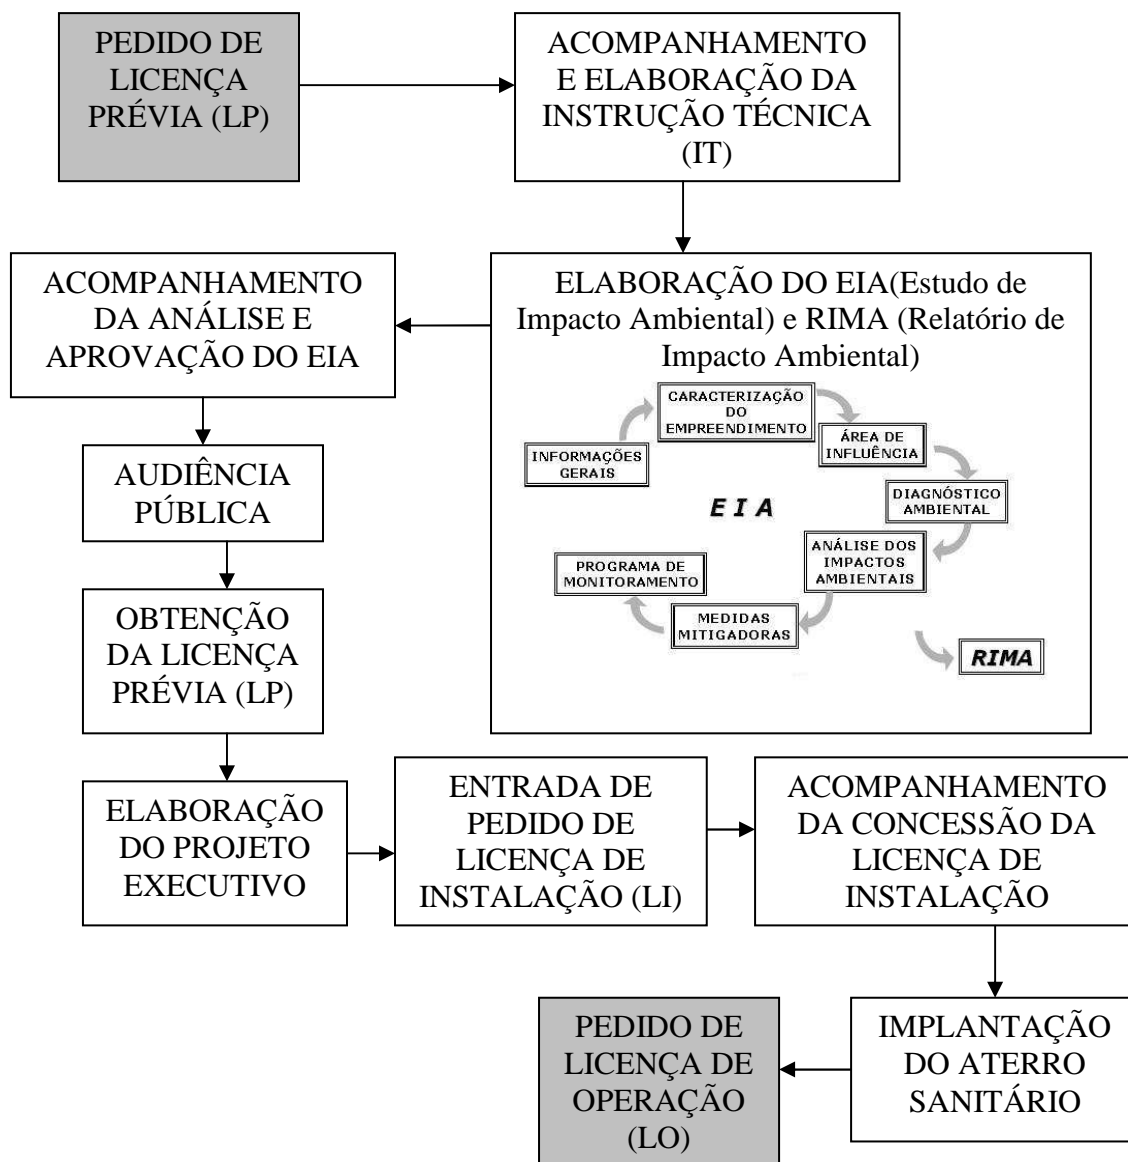 PEDIDO DE
LICENÇA
PRÉVIA (LP)
ACOMPANHAMENTO
E ELABORAÇÃO DA
INSTRUÇÃO TÉCNICA
(IT)
ELABORAÇÃO DO EIA(Estudo de
Impacto Ambiental) e RIMA (Relatório de
Impacto Ambiental)
INFORMAÇÕES
GERAIS
CARACTERIZAÇÃO
DO
EMPREENDIMENTO
ÁREA DE
INFLUÊNCIA
DIAGNÓSTICO
AMBIENTAL
EIA
ANÁLISE DOS
IMPACTOS
AMBIENTAIS
MEDIDAS
MITIGADORAS
PROGRAMA DE
MONITORAMENTO
RIMA
ACOMPANHAMENTO
DA ANÁLISE E
APROVAÇÃO DO EIA
AUDIÊNCIA
PÚBLICA
OBTENÇÃO
DA LICENÇA
PRÉVIA (LP)
ELABORAÇÃO
DO PROJETO
EXECUTIVO
ENTRADA DE
PEDIDO DE
LICENÇA DE
INSTALAÇÃO (LI)
ACOMPANHAMENTO
DA CONCESSÃO DA
LICENÇA DE
INSTALAÇÃO
IMPLANTAÇÃO
DO ATERRO
SANITÁRIO
PEDIDO DE
LICENÇA DE
OPERAÇÃO
(LO)